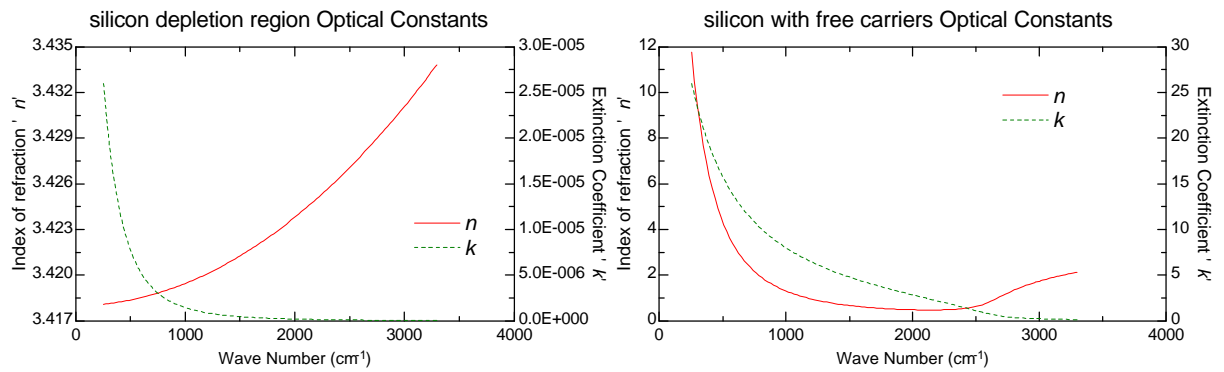 silicon depletion region Optical Constants
3.435
3.432
3.429
3.426
3.423
3.420
3.417
Index of refraction ' n'
0
1000
2000
3000
4000
Wave Number (cm-1)
3.0E-005
2.5E-005
2.0E-005
1.5E-005
1.0E-005
5.0E-006
0.0E+000
Extinction Coefficient ' k'
n
k
silicon with free carriers Optical Constants
12
10
8
6
4
2
0
Index of refraction ' n'
0
1000
2000
3000
4000
Wave Number (cm-1)
30
25
20
15
10
5
0
Extinction Coefficient ' k'
n
k